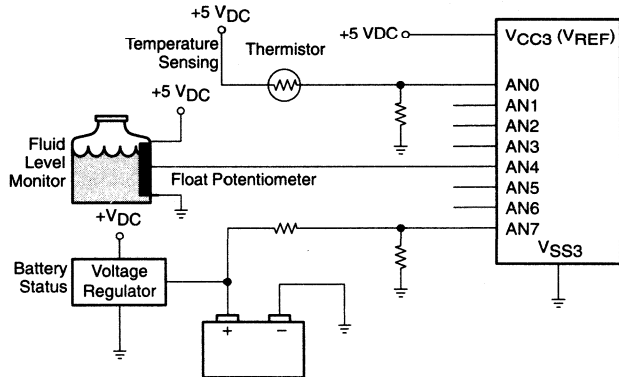 +5 VDC
Temperature
Sensing
Thermistor
+5 VDC
VCC3 (VREF)
AN0
AN1
AN2
AN3
AN4
AN5
AN6
AN7
VSS3
+5 VDC
Fluid
Level
Monitor
Float Potentiometer
+VDC
Battery
Status
Voltage
Regulator
+ −